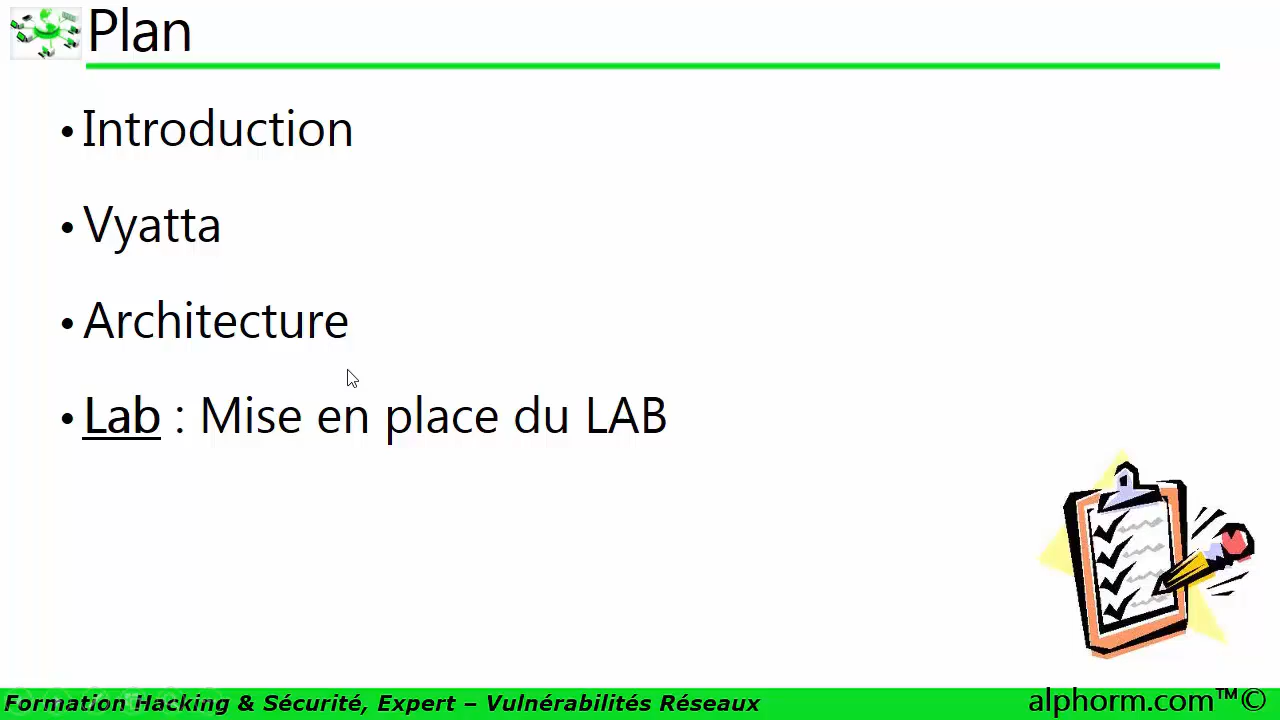 Plan
• Introduction
• Vyatta
• Architecture
• Lab : Mise en place du LAB
Formation Hacking & Sécurité, Expert – Vulnérabilités Réseaux
alphorm.com™©